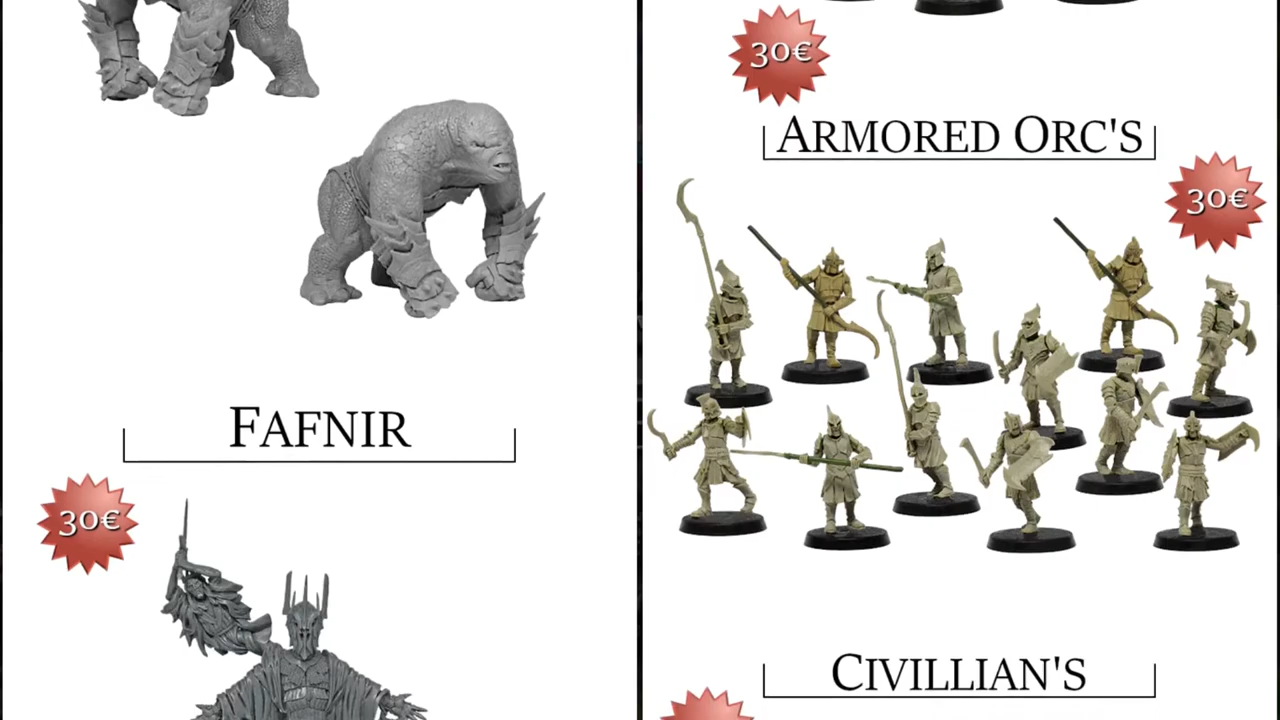 FAFNIR
30€
30€
ARMORED ORC'S
30€
CIVILLIAN'S